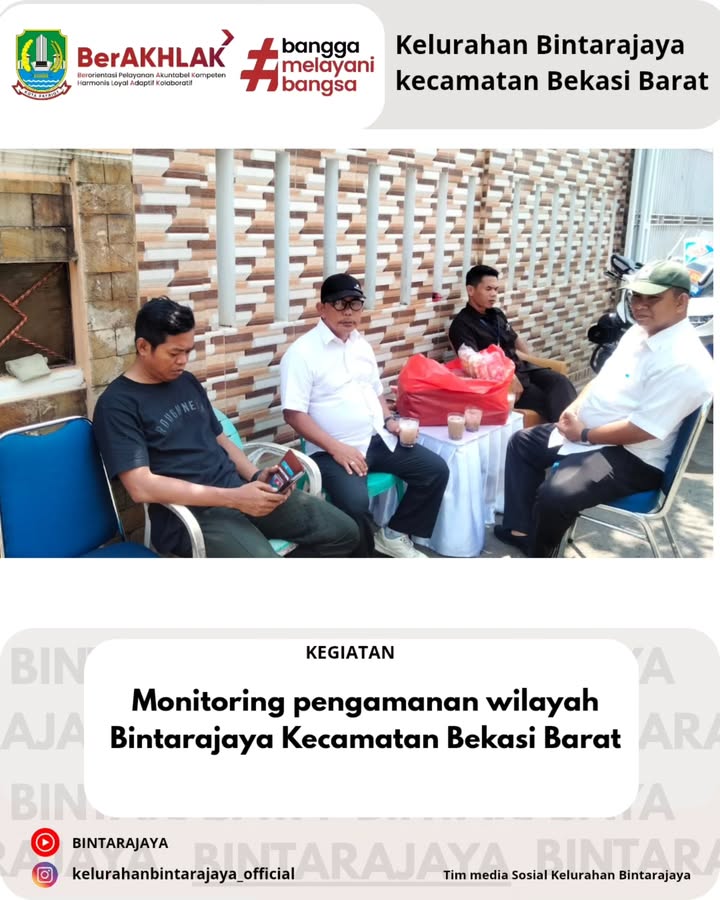 BerAKHLAK
Berorientasi Pelayanan Akuntabel Kompeten
Harmonis Loyal Adaptif Kolaboratif
#bangga
melayani
bangsa
Kelurahan Bintarajaya
kecamatan Bekasi Barat
KEGIATAN
Monitoring pengamanan wilayah
Bintarajaya Kecamatan Bekasi Barat
BINTARAJAYA
kelurahanbintarajaya_official
Tim media Sosial Kelurahan Bintarajaya
BINTARAJAYA